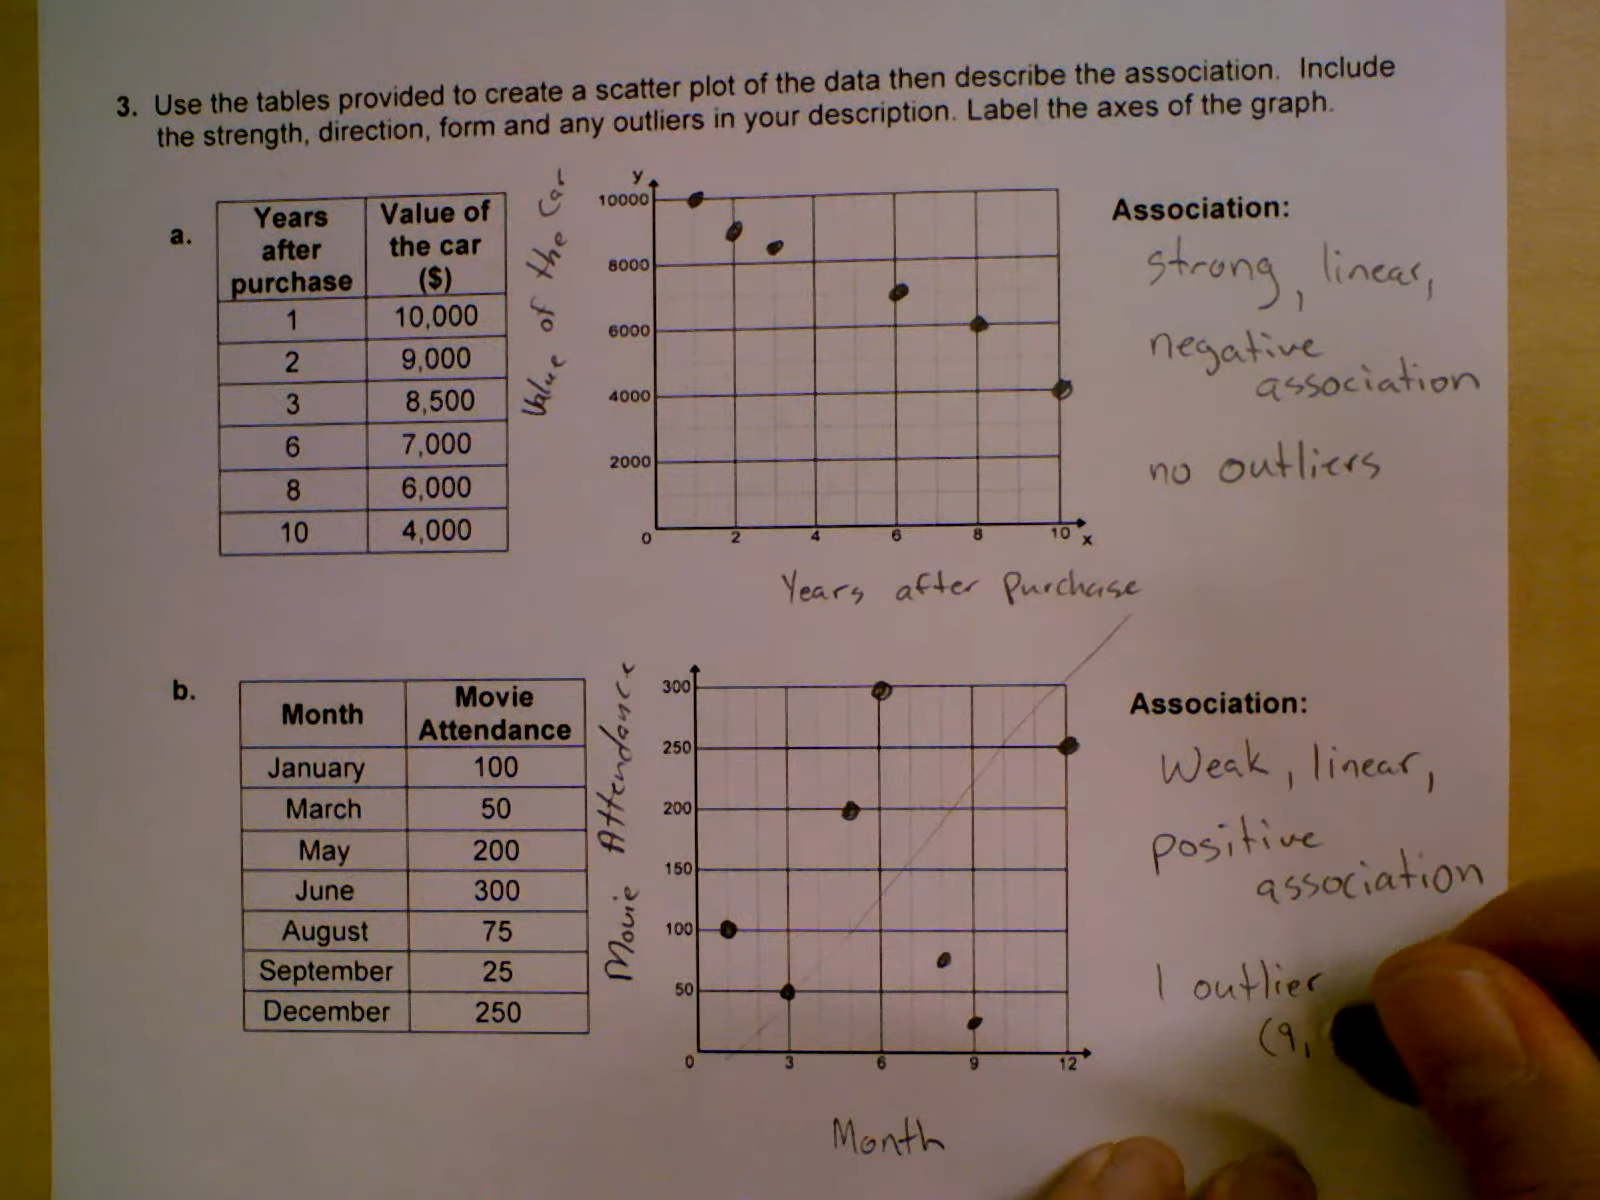 3. Use the tables provided to create a scatter plot of the data then describe the association. Include
the strength, direction, form and any outliers in your description. Label the axes of the graph.
a.
Years after purchase Value of the car ($)
1 10,000
2 9,000
3 8,500
6 7,000
8 6,000
10 4,000
Value of the Car
y
10000
8000
6000
4000
2000
0 2 4 6 8 10 x
Years after Purchase
Association:
strong, linear,
negative
association
no outliers
b.
Month Movie Attendance
January 100
March 50
May 200
June 300
August 75
September 25
December 250
Movie Attendance
300
250
200
150
100
50
0 3 6 9 12
Month
Association:
Weak, linear,
positive
association
1 outlier
(9,